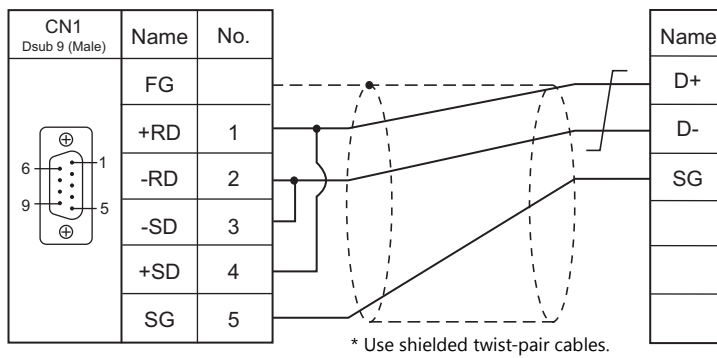 CN1
Dsub 9 (Male)
Name No.
FG
+RD 1
-RD 2
-SD 3
+SD 4
SG 5
6 1
9 5
Name
D+
D-
SG
* Use shielded twist-pair cables.